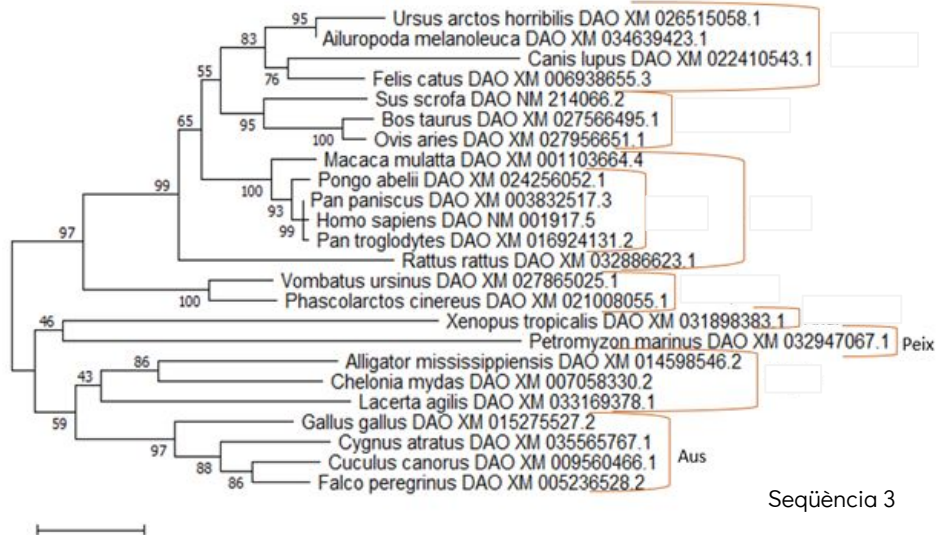 95 Ursus arctos horribilis DAO XM 026515058.1
83 Ailuropoda melanoleuca DAO XM 034639423.1
Canis lupus DAO XM 022410543.1
55 76 Felis catus DAO XM 006938655.3
Sus scrofa DAO NM 214066.2
65 95 Bos taurus DAO XM 027566495.1
100 Ovis aries DAO XM 027956651.1
Macaca mulatta DAO XM 001103664.4
99 100 Pongo abelii DAO XM 024256052.1
93 Pan paniscus DAO XM 003832517.3
Homo sapiens DAO NM 001917.5
97 99 Pan troglodytes DAO XM 016924131.2
Rattus rattus DAO XM 032886623.1
Vombatus ursinus DAO XM 027865025.1
100 Phascolarctos cinereus DAO XM 021008055.1
46 Xenopus tropicalis DAO XM 031898383.1
Petromyzon marinus DAO XM 032947067.1 Peix
86 Alligator mississippiensis DAO XM 014598546.2
43 Chelonia mydas DAO XM 007058330.2
Lacerta agilis DAO XM 033169378.1
59 Gallus gallus DAO XM 015275527.2
97 Cygnus atratus DAO XM 035565767.1 Aus
88 Cuculus canorus DAO XM 009560466.1
86 Falco peregrinus DAO XM 005236528.2
Seqüència 3